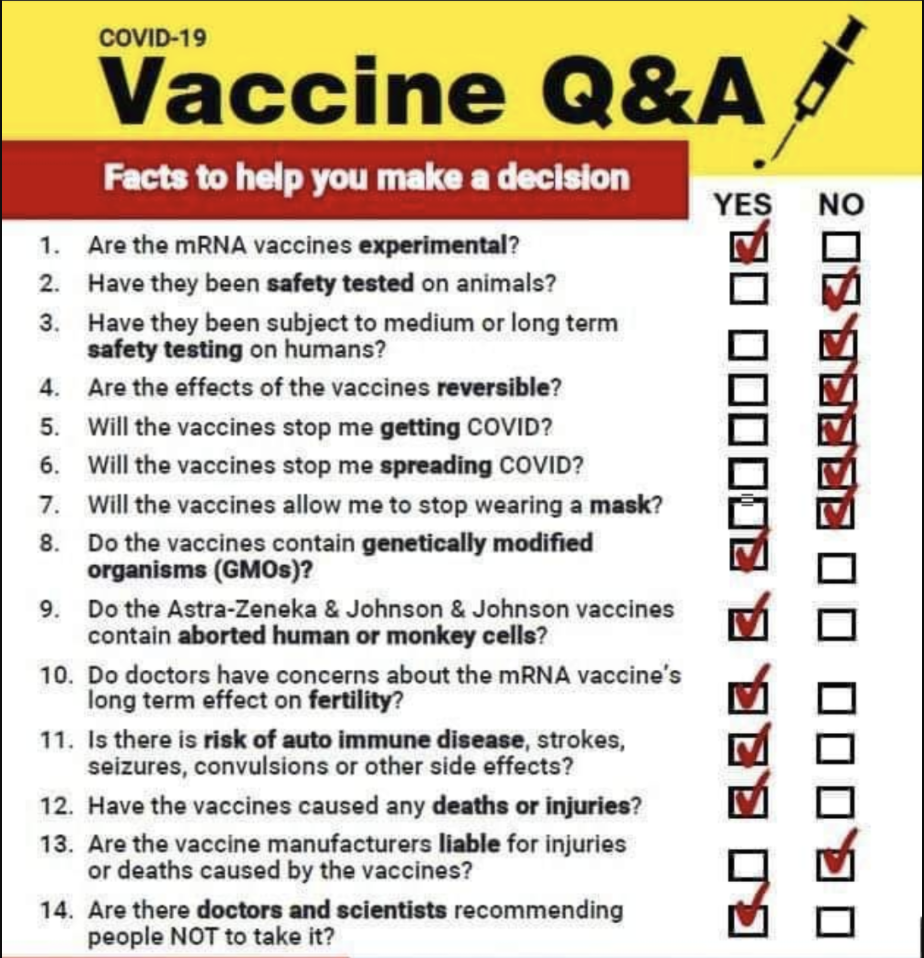 COVID-19
Vaccine Q&A
Facts to help you make a decision
YES NO
1. Are the mRNA vaccines experimental?
2. Have they been safety tested on animals?
3. Have they been subject to medium or long term
safety testing on humans?
4. Are the effects of the vaccines reversible?
5. Will the vaccines stop me getting COVID?
6. Will the vaccines stop me spreading COVID?
7. Will the vaccines allow me to stop wearing a mask?
8. Do the vaccines contain genetically modified
organisms (GMOs)?
9. Do the Astra-Zeneka & Johnson & Johnson vaccines
contain aborted human or monkey cells?
10. Do doctors have concerns about the mRNA vaccine's
long term effect on fertility?
11. Is there is risk of auto immune disease, strokes,
seizures, convulsions or other side effects?
12. Have the vaccines caused any deaths or injuries?
13. Are the vaccine manufacturers liable for injuries
or deaths caused by the vaccines?
14. Are there doctors and scientists recommending
people NOT to take it?